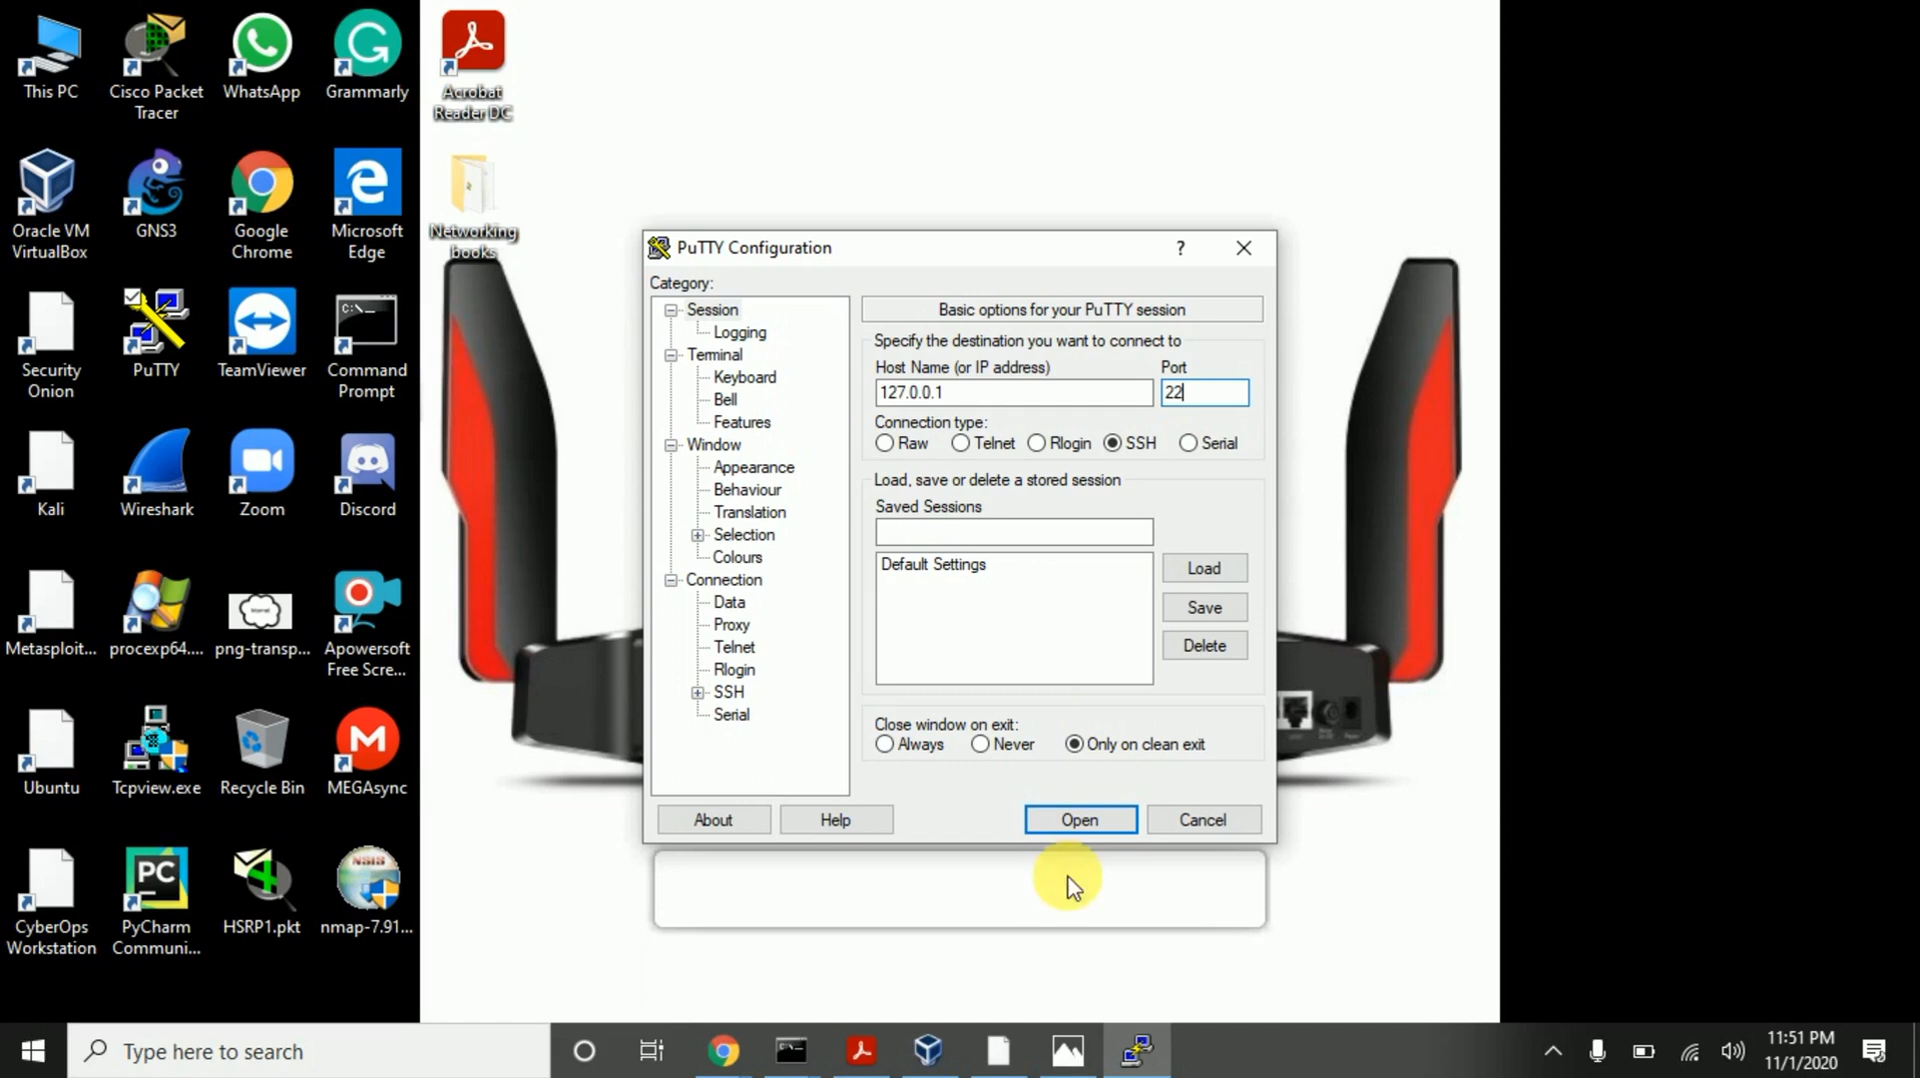 This PC
Cisco Packet
Tracer
WhatsApp
Grammarly
Acrobat
Reader DC
Oracle VM
VirtualBox
GNS3
Google
Chrome
Microsoft
Edge
Networking
books
Security
Onion
PuTTY
TeamViewer
C:\_
Command
Prompt
Kali
Wireshark
Zoom
Discord
Metasploit...
procexp64....
png-transp...
Apowersoft
Free Scre...
Ubuntu
Tcpview.exe
Recycle Bin
MEGAsync
CyberOps
Workstation
PC
PyCharm
Communi...
HSRP1.pkt
NSIS
nmap-7.91...
PuTTY Configuration
?
Category:
Session
Logging
Terminal
Keyboard
Bell
Features
Window
Appearance
Behaviour
Translation
Selection
Colours
Connection
Data
Proxy
Telnet
Rlogin
SSH
Serial
Basic options for your PuTTY session
Specify the destination you want to connect to
Host Name (or IP address)
Port
127.0.0.1
22
Connection type:
Raw
Telnet
Rlogin
SSH
Serial
Load, save or delete a stored session
Saved Sessions
Default Settings
Load
Save
Delete
Close window on exit:
Always
Never
Only on clean exit
About
Help
Open
Cancel
Type here to search
11:51 PM
11/1/2020